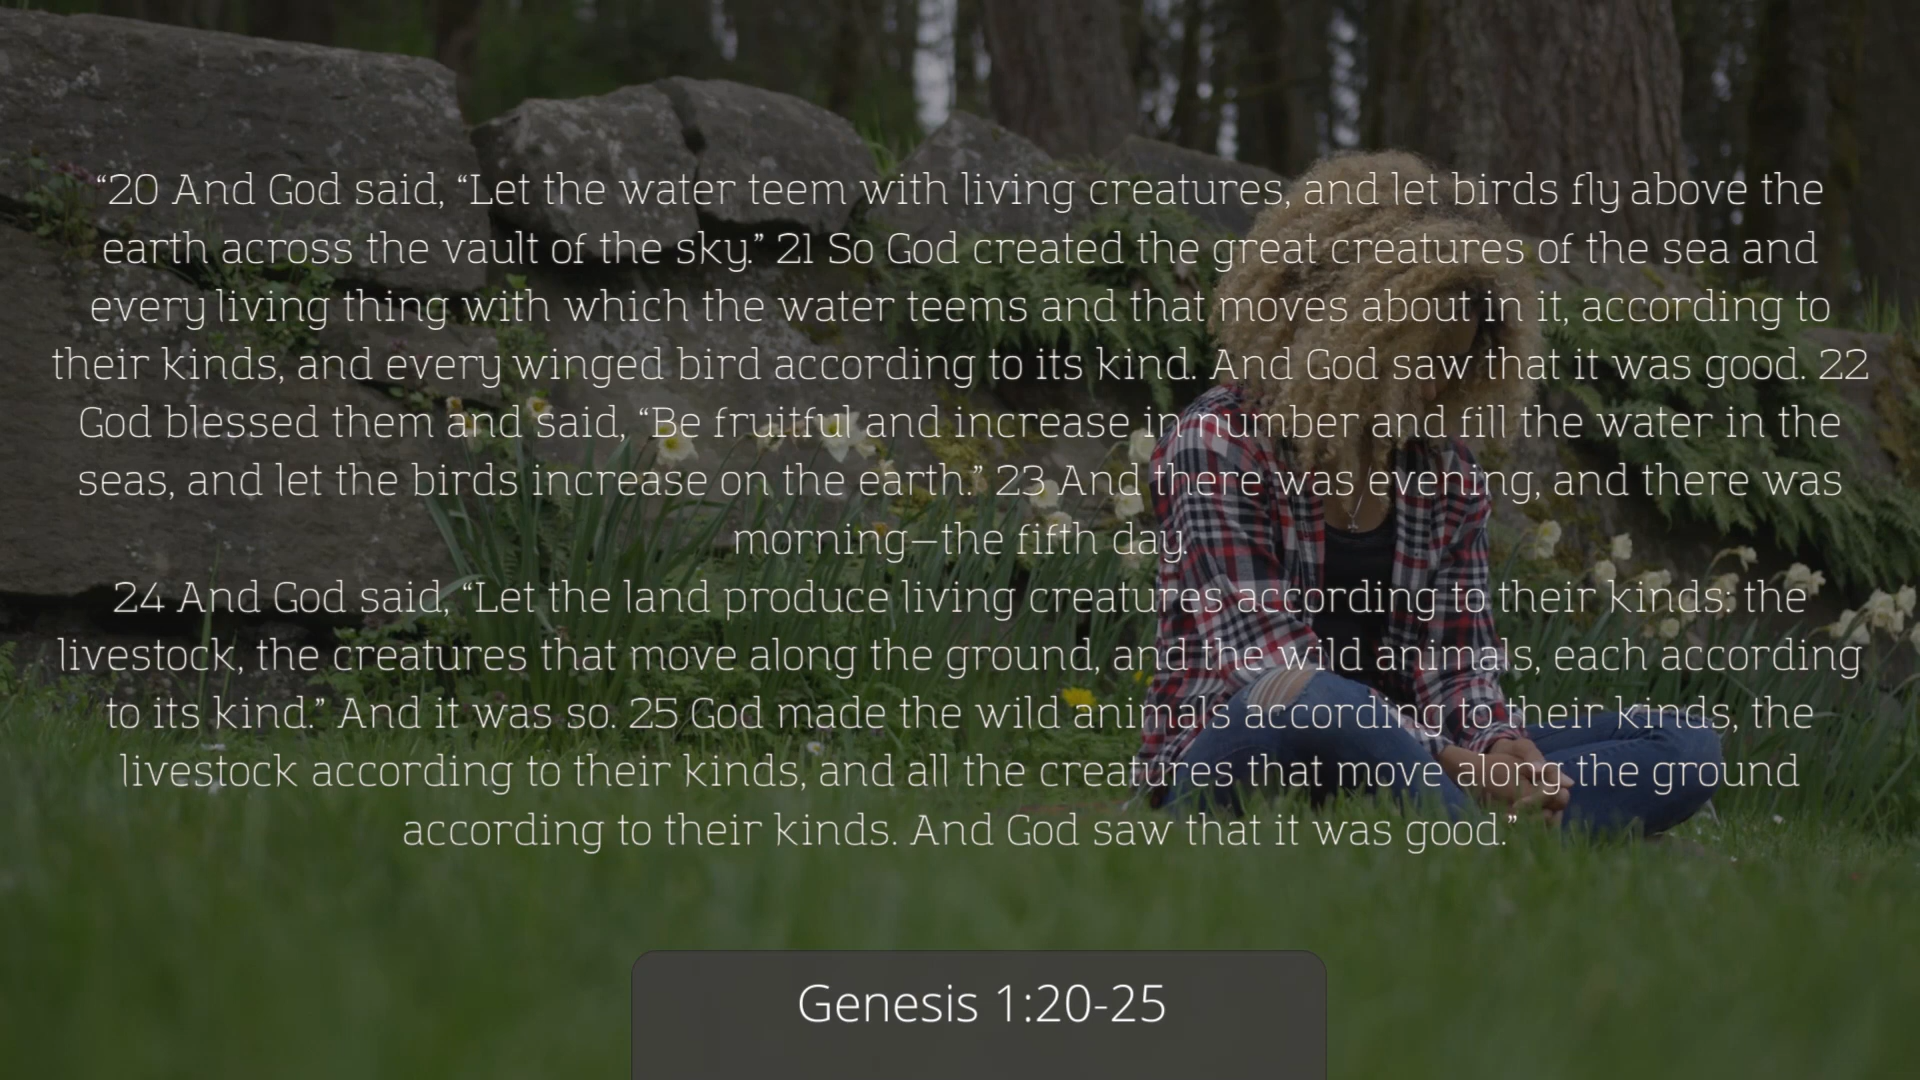 “20 And God said, “Let the water teem with living creatures, and let birds fly above the
earth across the vault of the sky.” 21 So God created the great creatures of the sea and
every living thing with which the water teems and that moves about in it, according to
their kinds, and every winged bird according to its kind. And God saw that it was good. 22
God blessed them and said, “Be fruitful and increase in number and fill the water in the
seas, and let the birds increase on the earth.” 23 And there was evening, and there was
morning—the fifth day.
24 And God said, “Let the land produce living creatures according to their kinds: the
livestock, the creatures that move along the ground, and the wild animals, each according
to its kind.” And it was so. 25 God made the wild animals according to their kinds, the
livestock according to their kinds, and all the creatures that move along the ground
according to their kinds. And God saw that it was good.”
Genesis 1:20-25